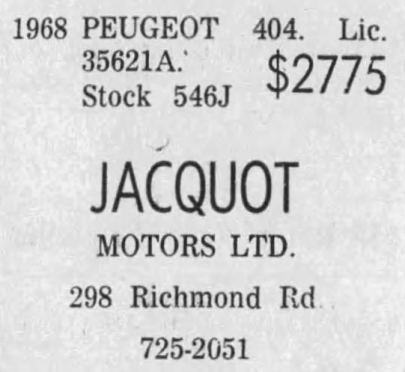 1968 PEUGEOT 404. Lic.
35621A. $2775
Stock 546J
JACQUOT
MOTORS LTD.
298 Richmond Rd.
725-2051